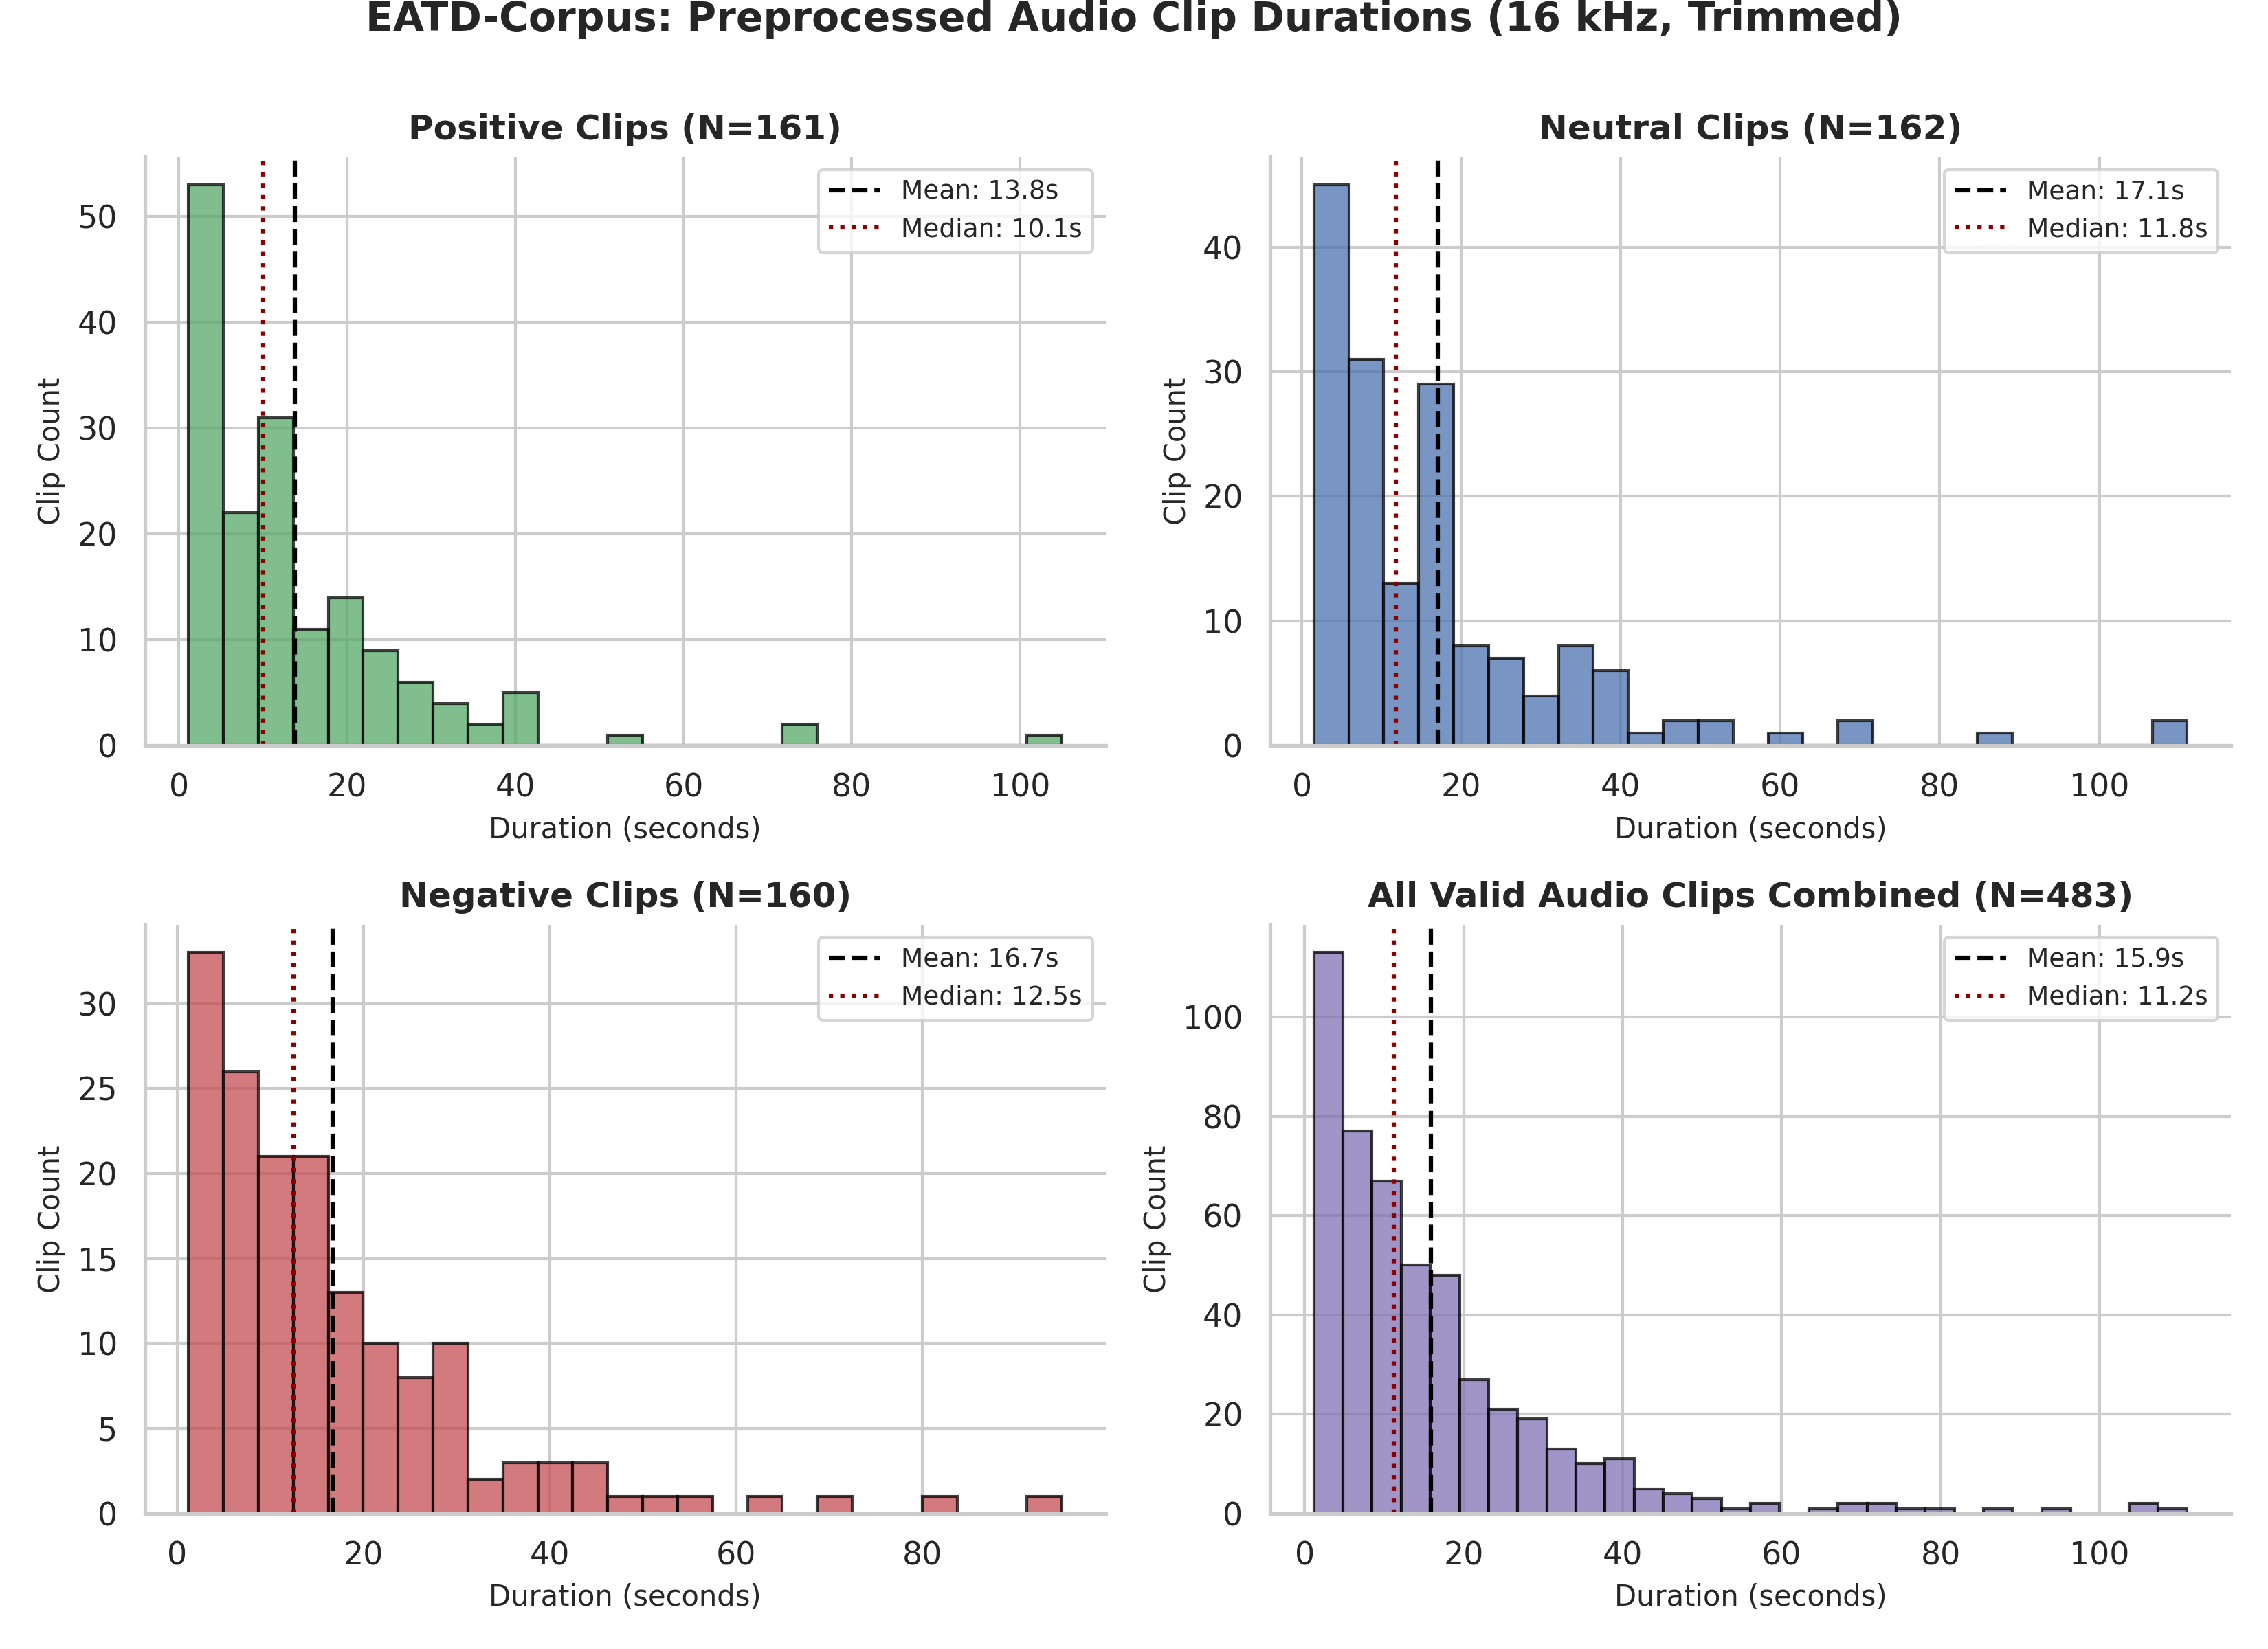 EATD-Corpus: Preprocessed Audio Clip Durations (16 kHz, Trimmed)
Positive Clips (N=161)
Mean: 13.8s
Median: 10.1s
Clip Count
50
40
30
20
10
0
0 20 40 60 80 100
Duration (seconds)
Neutral Clips (N=162)
Mean: 17.1s
Median: 11.8s
Clip Count
40
30
20
10
0
0 20 40 60 80 100
Duration (seconds)
Negative Clips (N=160)
Mean: 16.7s
Median: 12.5s
Clip Count
30
25
20
15
10
5
0
0 20 40 60 80
Duration (seconds)
All Valid Audio Clips Combined (N=483)
Mean: 15.9s
Median: 11.2s
Clip Count
100
80
60
40
20
0
0 20 40 60 80 100
Duration (seconds)